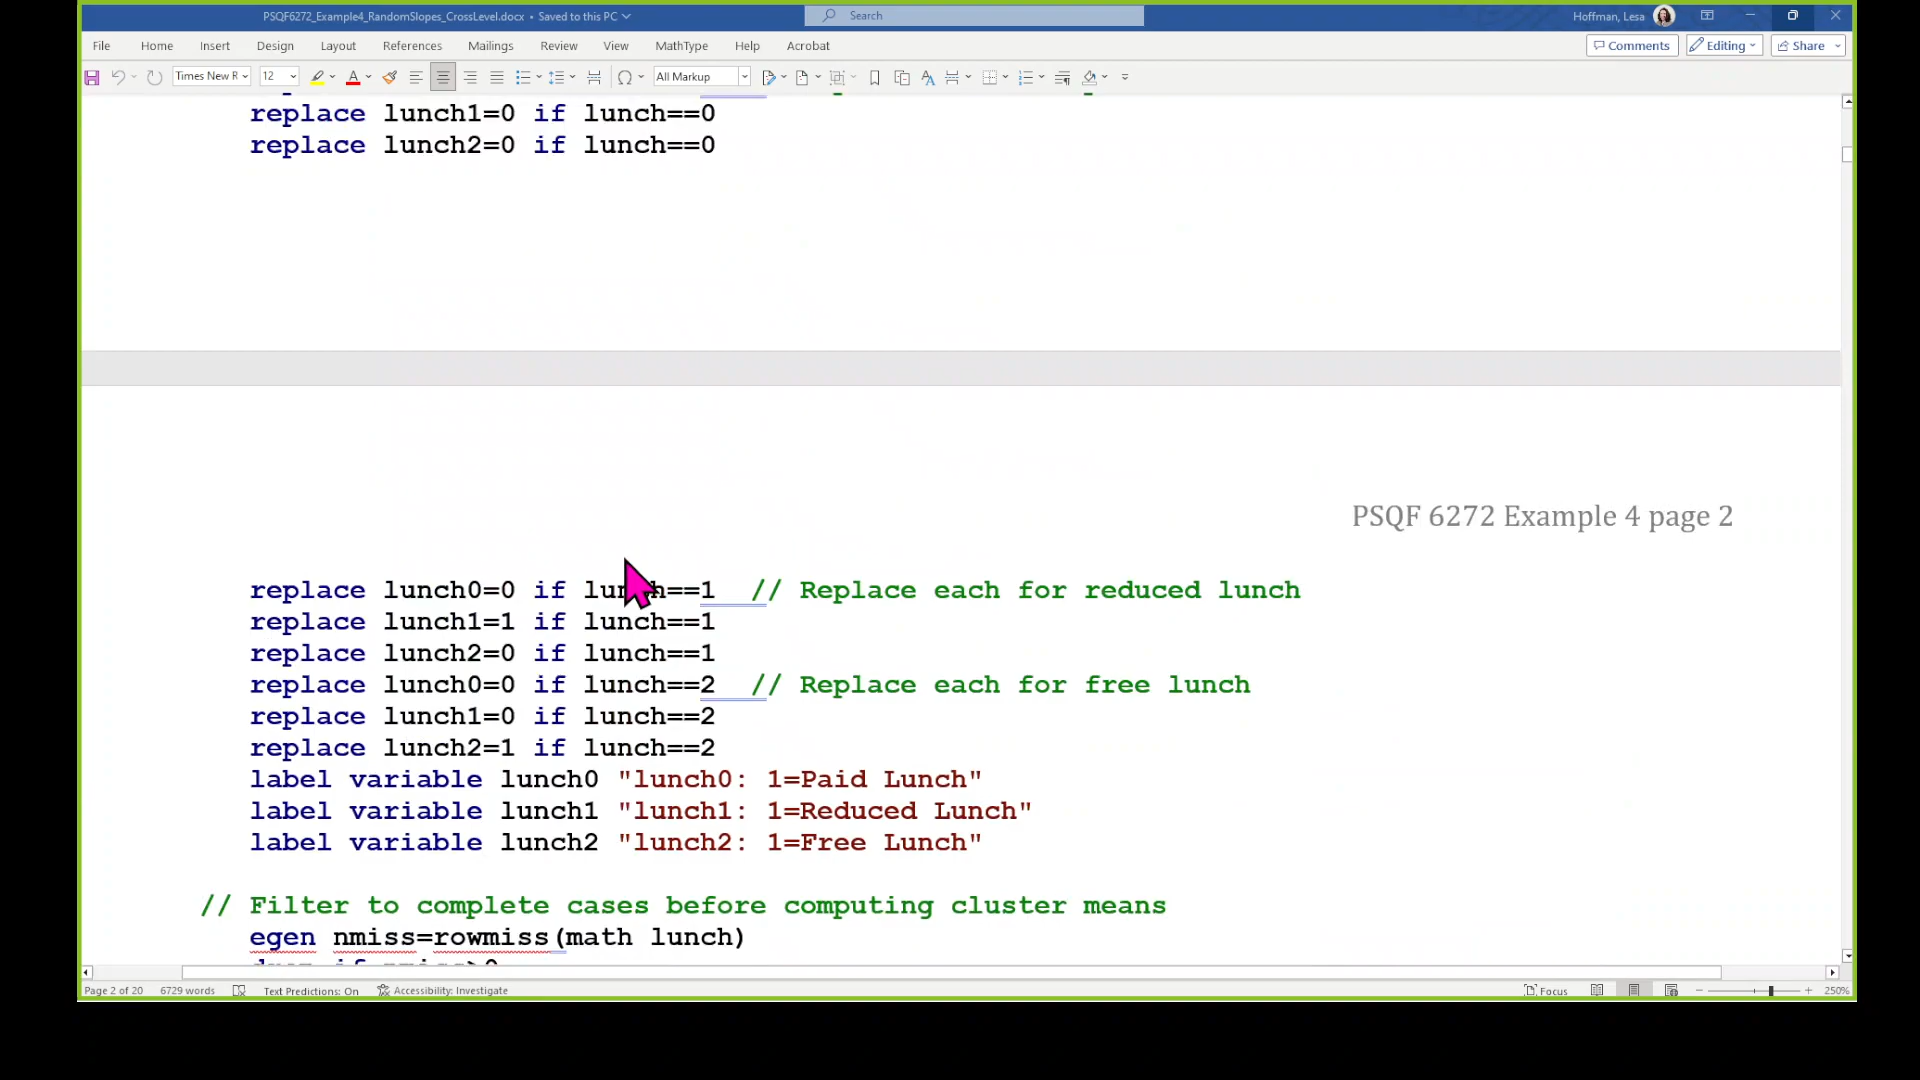 PSQF6272_Example4_RandomSlopes_CrossLevel.docx • Saved to this PC
Search
Hoffman, Lesa
File Home Insert Design Layout References Mailings Review View MathType Help Acrobat
Comments Editing Share
Times New R 12 All Markup
replace lunch1=0 if lunch==0
replace lunch2=0 if lunch==0
PSQF 6272 Example 4 page 2
replace lunch0=0 if lunch==1 // Replace each for reduced lunch
replace lunch1=1 if lunch==1
replace lunch2=0 if lunch==1
replace lunch0=0 if lunch==2 // Replace each for free lunch
replace lunch1=0 if lunch==2
replace lunch2=1 if lunch==2
label variable lunch0 "lunch0: 1=Paid Lunch"
label variable lunch1 "lunch1: 1=Reduced Lunch"
label variable lunch2 "lunch2: 1=Free Lunch"
// Filter to complete cases before computing cluster means
egen nmiss=rowmiss(math lunch)
Page 2 of 20 6729 words Text Predictions: On Accessibility: Investigate Focus 250%